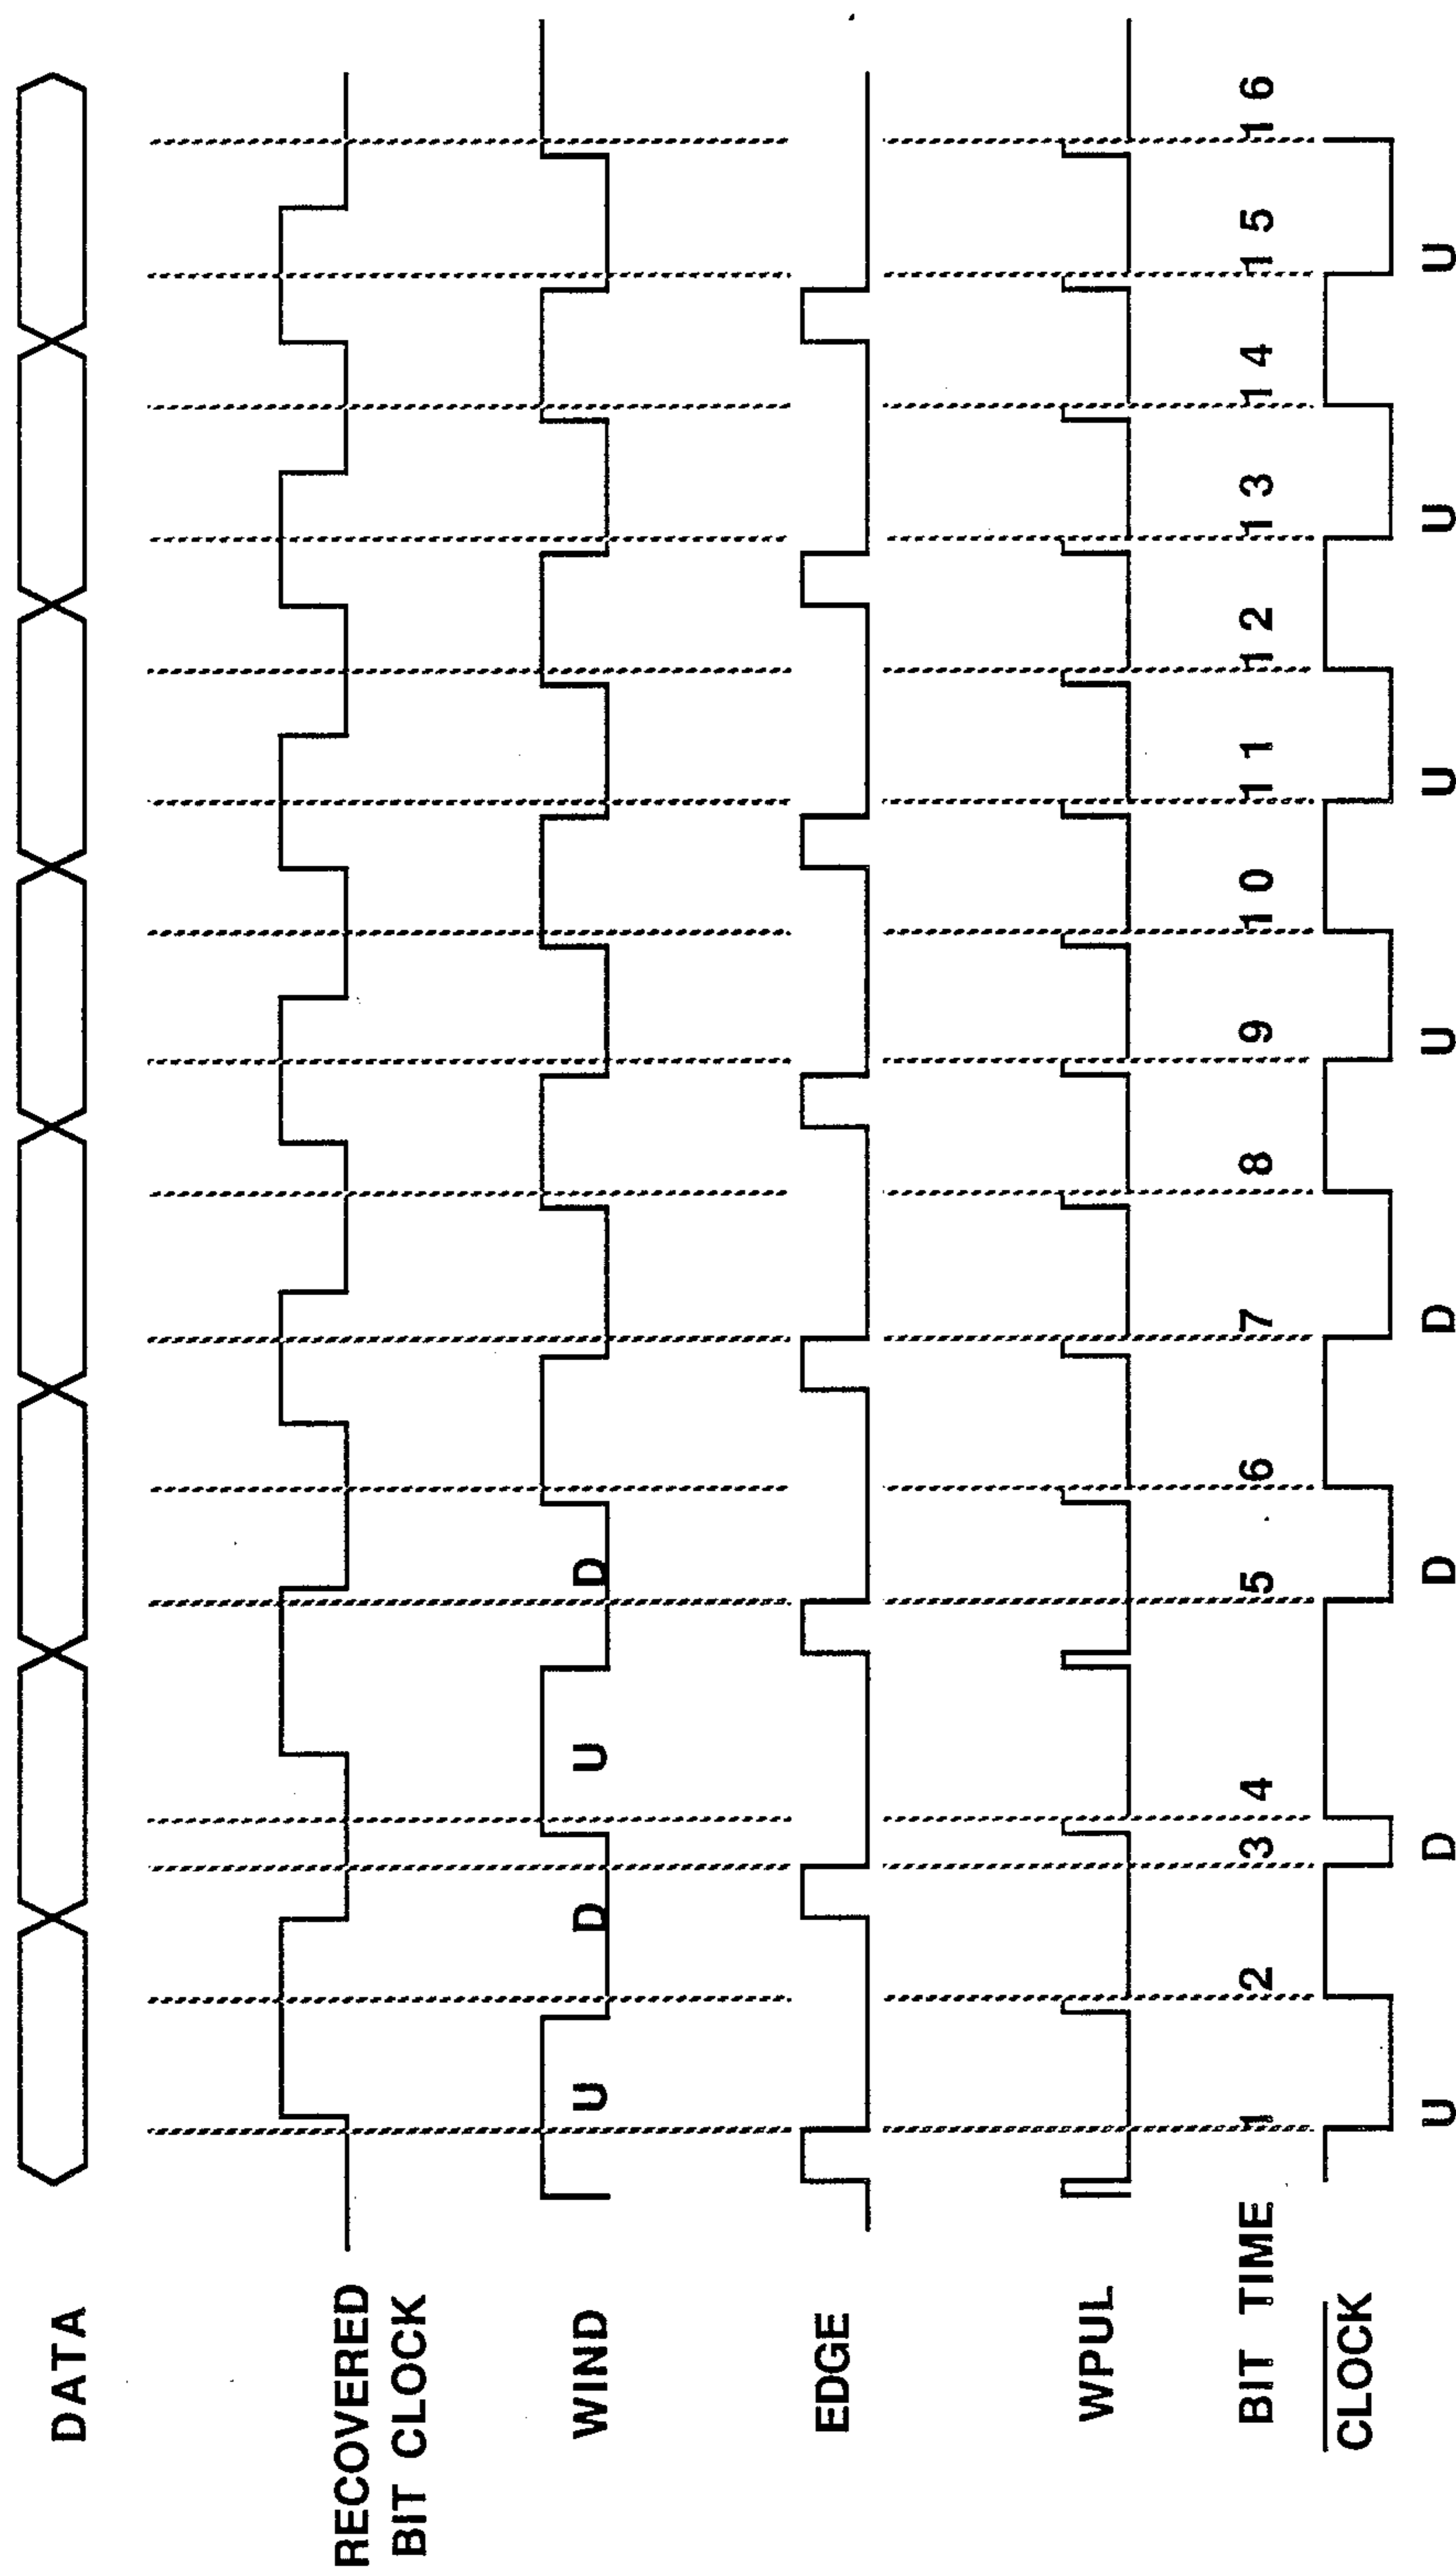 DATA
RECOVERED
BIT CLOCK
WIND U D U D
EDGE
WPUL
BIT TIME 1 2 3 4 5 6 7 8 9 10 11 12 13 14 15 16
CLOCK
U D D D U U U U